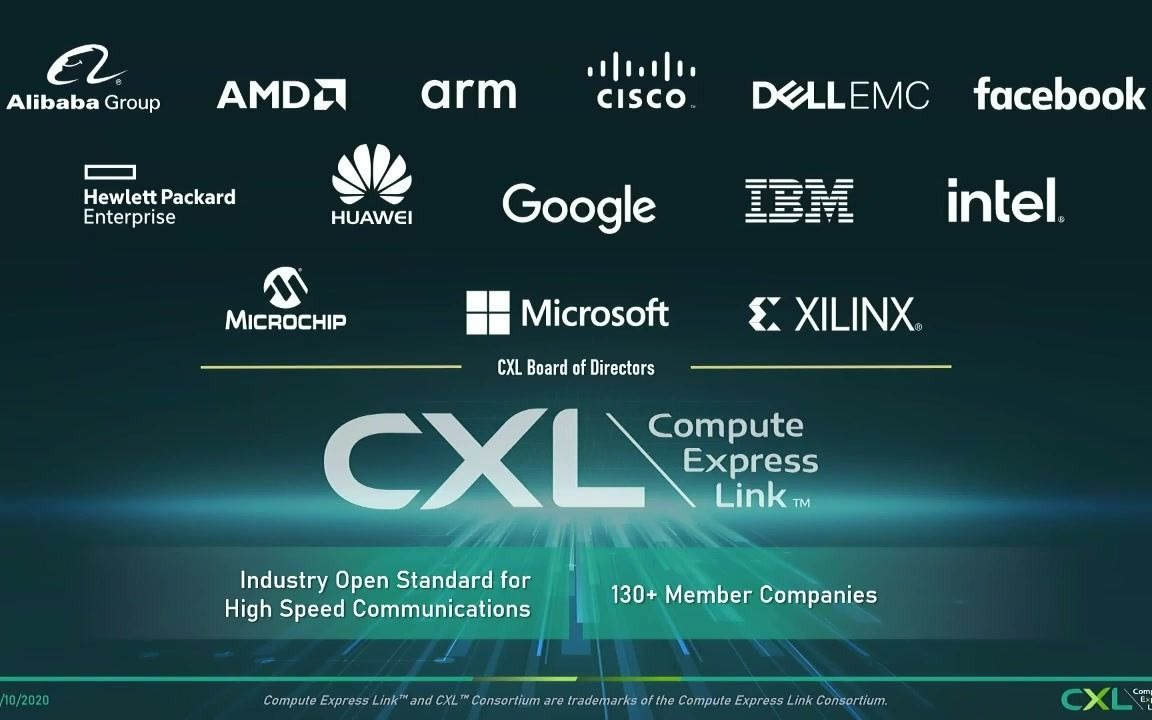 Alibaba Group
AMD
arm
CISCO
DELL EMC
facebook
Hewlett Packard
Enterprise
HUAWEI
Google
IBM
intel
MICROCHIP
Microsoft
XILINX
CXL Board of Directors
CXL
Compute
Express
Link™
Industry Open Standard for
High Speed Communications
130+ Member Companies
/10/2020
Compute Express Link™ and CXL™ Consortium are trademarks of the Compute Express Link Consortium.
CXL